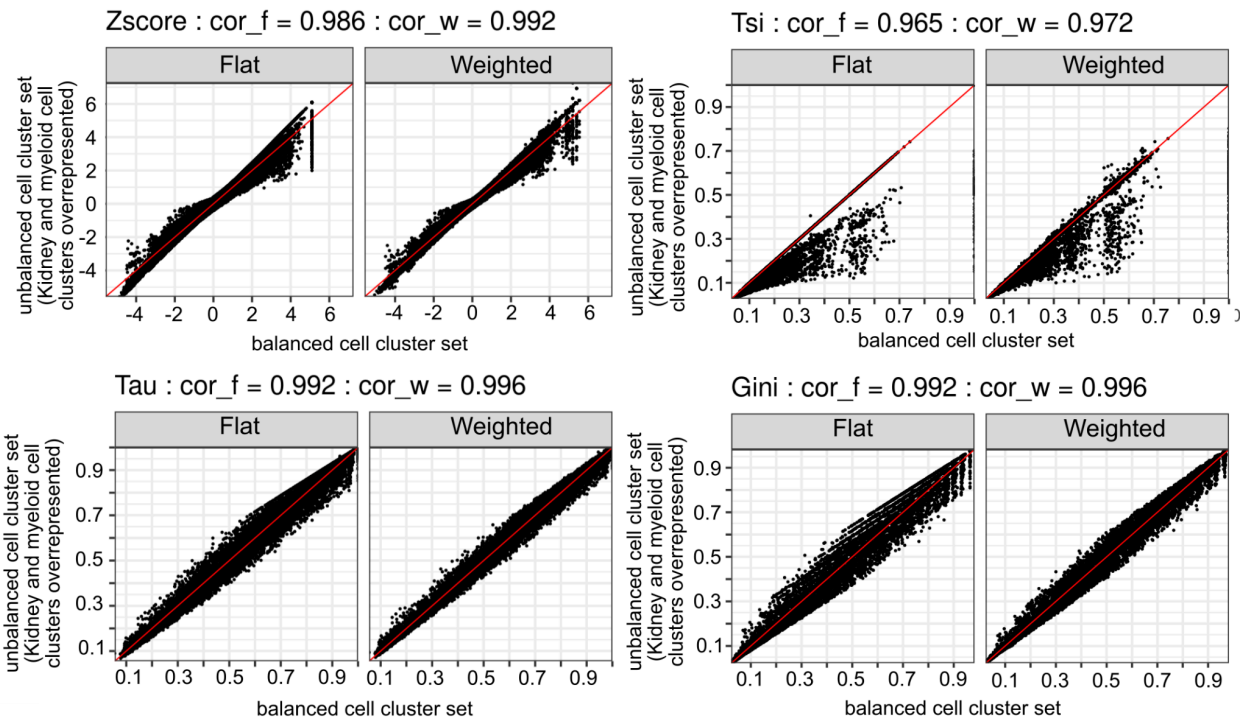 Zscore : cor_f = 0.986 : cor_w = 0.992
Flat
Weighted
unbalanced cell cluster set
(Kidney and myeloid cell
clusters overrepresented)
6
4
2
0
-2
-4
-4 -2 0 2 4 6
-4 -2 0 2 4 6
balanced cell cluster set
Tsi : cor_f = 0.965 : cor_w = 0.972
Flat
Weighted
unbalanced cell cluster set
(Kidney and myeloid cell
clusters overrepresented)
0.9
0.7
0.5
0.3
0.1
0.1 0.3 0.5 0.7 0.9
0.1 0.3 0.5 0.7 0.9
balanced cell cluster set
Tau : cor_f = 0.992 : cor_w = 0.996
Flat
Weighted
unbalanced cell cluster set
(Kidney and myeloid cell
clusters overrepresented)
0.9
0.7
0.5
0.3
0.1
0.1 0.3 0.5 0.7 0.9
0.1 0.3 0.5 0.7 0.9
balanced cell cluster set
Gini : cor_f = 0.992 : cor_w = 0.996
Flat
Weighted
unbalanced cell cluster set
(Kidney and myeloid cell
clusters overrepresented)
0.9
0.7
0.5
0.3
0.1
0.1 0.3 0.5 0.7 0.9
0.1 0.3 0.5 0.7 0.9
balanced cell cluster set